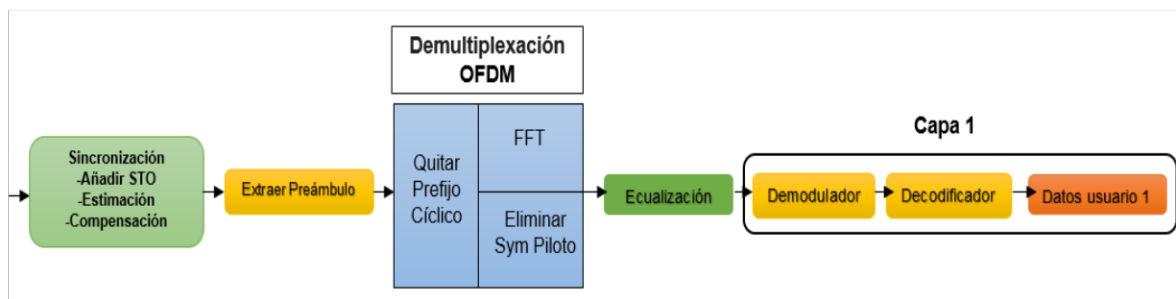 Demultiplexación
OFDM
Sincronización
-Añadir STO
-Estimación
-Compensación
Extraer Preámbulo
Quitar
Prefijo
Cíclico
FFT
Eliminar
Sym Piloto
Ecualización
Capa 1
Demodulador
Decodificador
Datos usuario 1